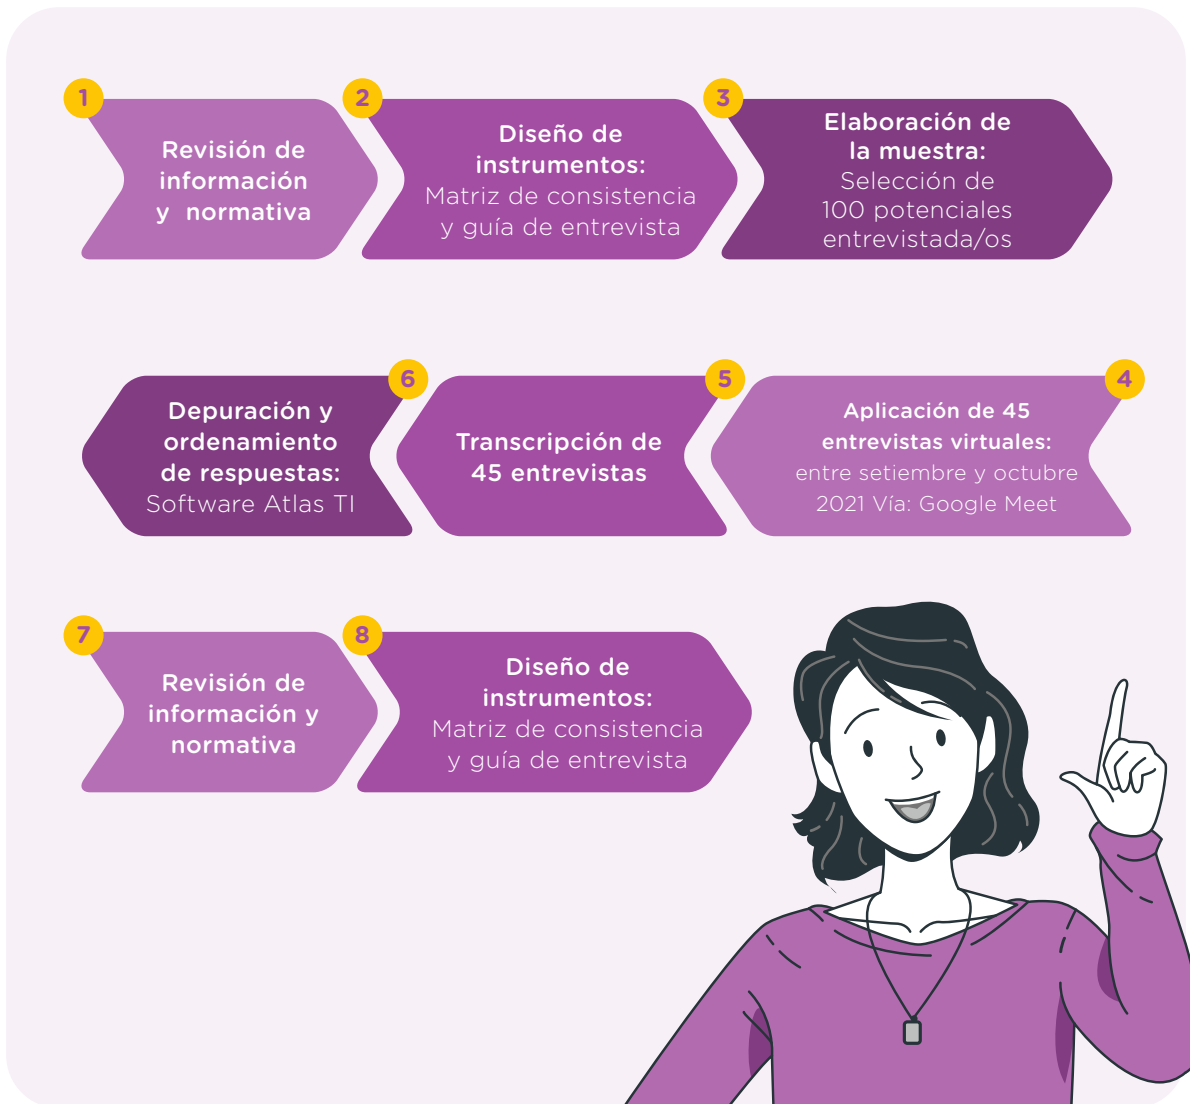 1
Revisión de
información
y normativa
2
Diseño de
instrumentos:
Matriz de consistencia
y guía de entrevista
3
Elaboración de
la muestra:
Selección de
100 potenciales
entrevistada/os
4
Aplicación de 45
entrevistas virtuales:
entre setiembre y octubre
2021 Vía: Google Meet
5
Transcripción de
45 entrevistas
6
Depuración y
ordenamiento
de respuestas:
Software Atlas TI
7
Revisión de
información y
normativa
8
Diseño de
instrumentos:
Matriz de consistencia
y guía de entrevista